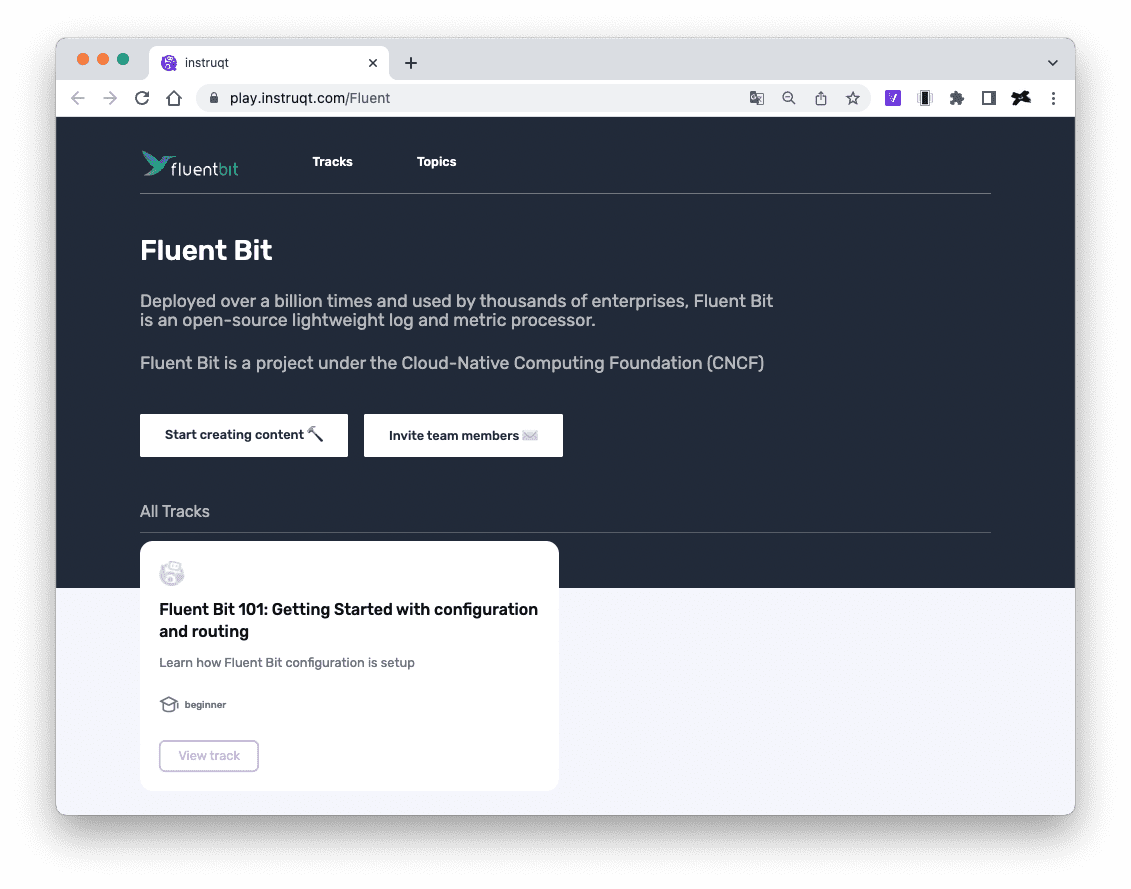 instruqt
play.instruqt.com/Fluent
fluentbit
Tracks
Topics
Fluent Bit
Deployed over a billion times and used by thousands of enterprises, Fluent Bit
is an open-source lightweight log and metric processor.
Fluent Bit is a project under the Cloud-Native Computing Foundation (CNCF)
Start creating content 🔨
Invite team members ✉️
All Tracks
Fluent Bit 101: Getting Started with configuration
and routing
Learn how Fluent Bit configuration is setup
beginner
View track